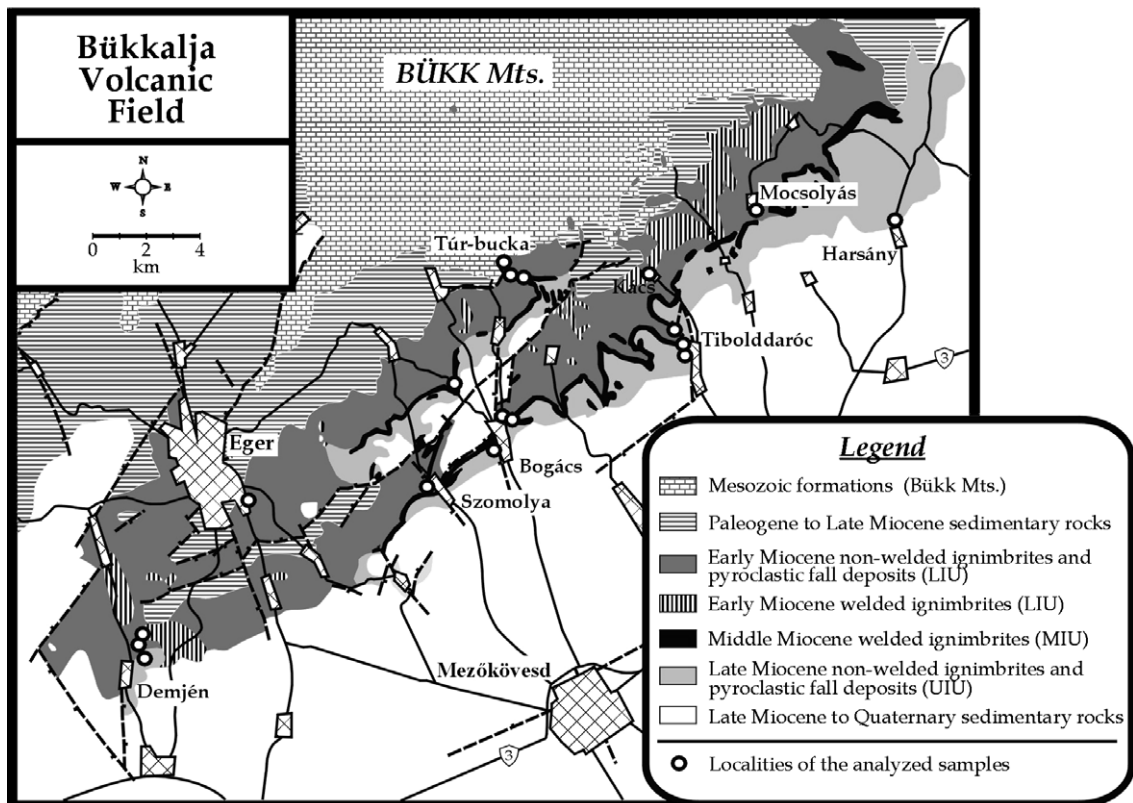 Bükkalja
Volcanic
Field
N
W E
S
0 2 4
km
BÜKK Mts.
Mocsolyás
Harsány
Túr-bucka
Kács
Tibolddaróc
3
Eger
Bogács
Szomolya
Demjén
Mezőkövesd
3
Legend
Mesozoic formations (Bükk Mts.)
Paleogene to Late Miocene sedimentary rocks
Early Miocene non-welded ignimbrites and
pyroclastic fall deposits (LIU)
Early Miocene welded ignimbrites (LIU)
Middle Miocene welded ignimbrites (MIU)
Late Miocene non-welded ignimbrites and
pyroclastic fall deposits (UIU)
Late Miocene to Quaternary sedimentary rocks
Localities of the analyzed samples